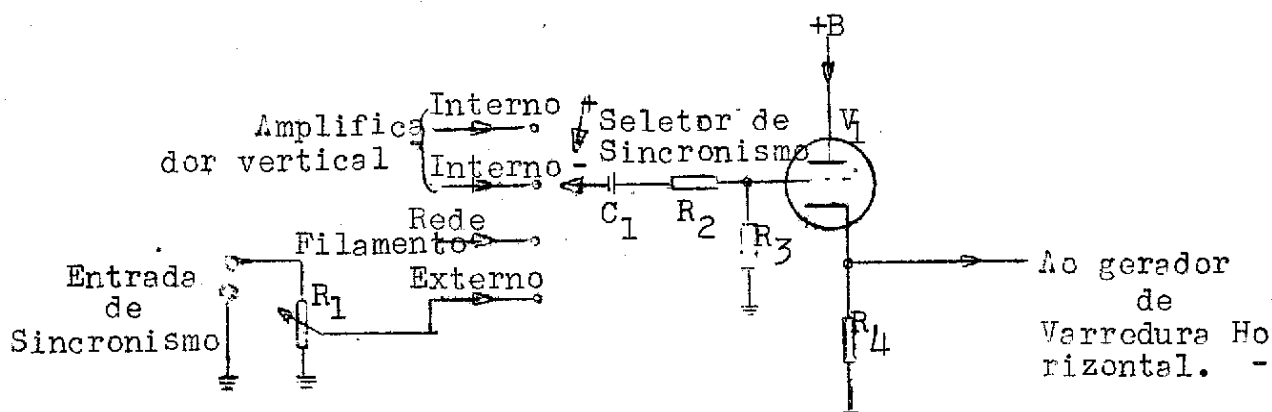 +B
Interno +
Amplifica
dor vertical
Interno -
Seletor de
Sincronismo
V1
C1
R2
R3
Rede
Filamento
Externo
Entrada
de
Sincronismo
R1
R4
Ao gerador
de
Varredura Ho
rizontal. -